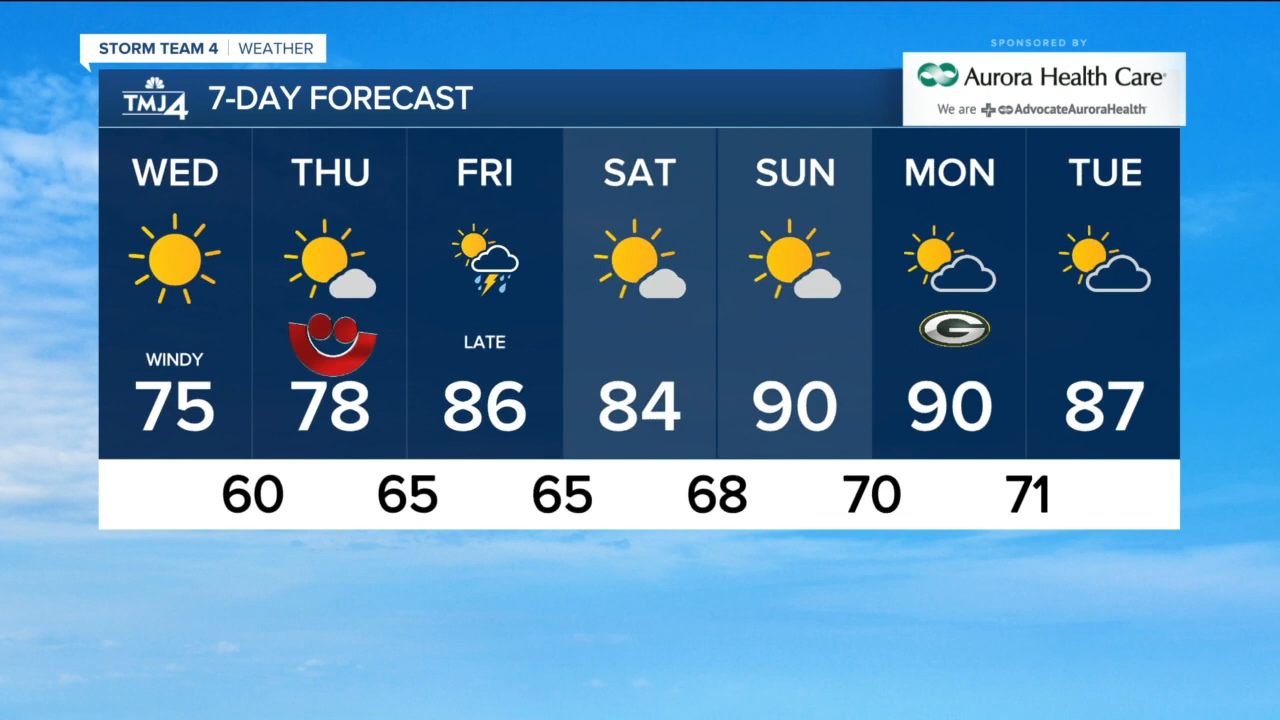 STORM TEAM 4 | WEATHER
SPONSORED BY
Aurora Health Care®
We are AdvocateAuroraHealth
TMJ4 7-DAY FORECAST
WED THU FRI SAT SUN MON TUE
G
WINDY LATE
75 78 86 84 90 90 87
60 65 65 68 70 71